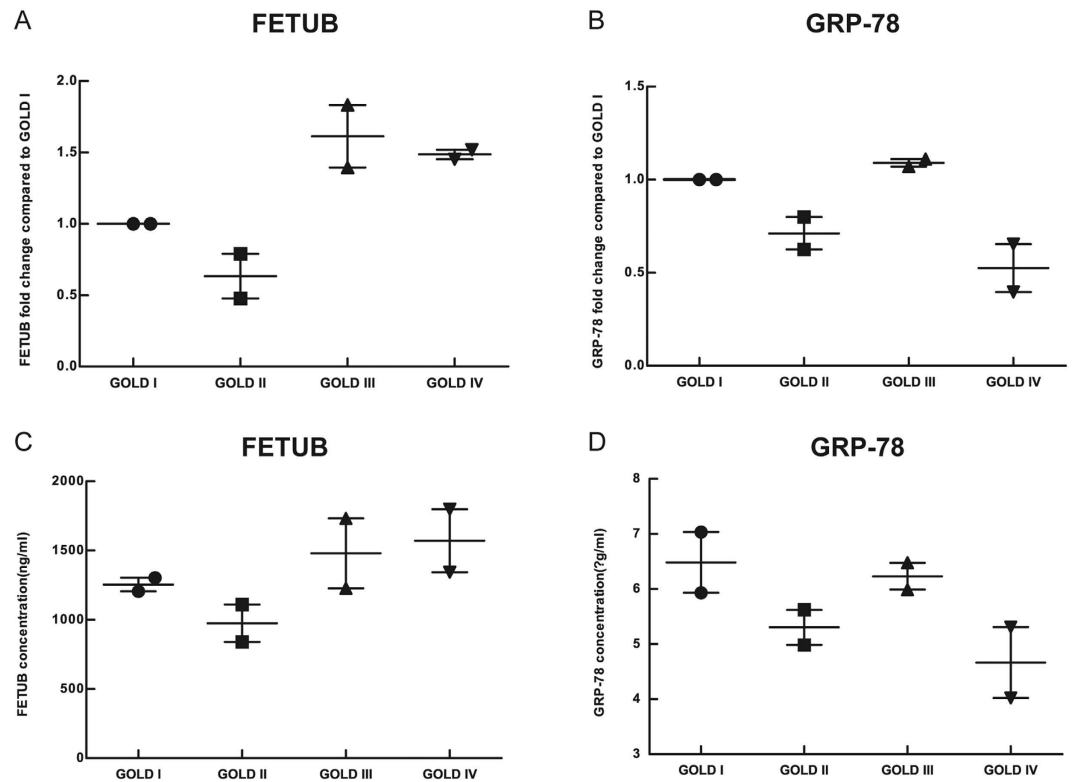 A
FETUB
FETUB fold change compared to GOLD I
2.0
1.5
1.0
0.5
0.0
GOLD I GOLD II GOLD III GOLD IV
B
GRP-78
GRP-78 fold change compared to GOLD I
1.5
1.0
0.5
0.0
GOLD I GOLD II GOLD III GOLD IV
C
FETUB
FETUB concentration(ng/ml)
2000
1500
1000
500
0
GOLD I GOLD II GOLD III GOLD IV
D
GRP-78
GRP-78 concentration(?g/ml)
8
7
6
5
4
3
GOLD I GOLD II GOLD III GOLD IV